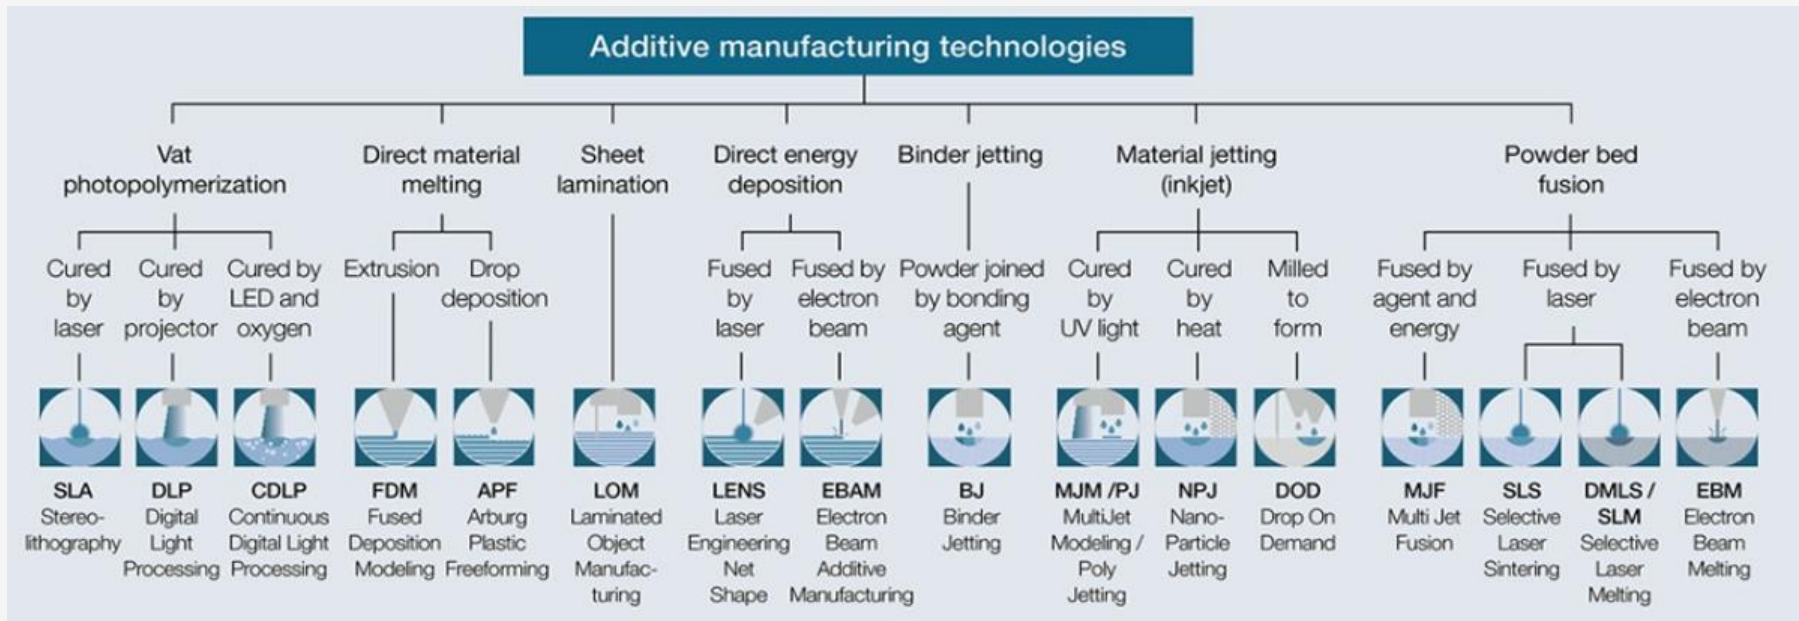 Additive manufacturing technologies
Vat
photopolymerization
Direct material
melting
Sheet
lamination
Direct energy
deposition
Binder jetting
Material jetting
(inkjet)
Powder bed
fusion
Cured
by
laser
Cured
by
projector
Cured by
LED and
oxygen
Extrusion
Drop
deposition
Fused
by
laser
Fused by
electron
beam
Powder joined
by bonding
agent
Cured
by
UV light
Cured
by
heat
Milled
to
form
Fused by
agent and
energy
Fused by
laser
Fused by
electron
beam
SLA
Stereo-
lithography
DLP
Digital
Light
Processing
CDLP
Continuous
Digital Light
Processing
FDM
Fused
Deposition
Modeling
APF
Arburg
Plastic
Freeforming
LOM
Laminated
Object
Manufac-
turing
LENS
Laser
Engineering
Net
Shape
EBAM
Electron
Beam
Additive
Manufacturing
BJ
Binder
Jetting
MJM /PJ
MultiJet
Modeling /
Poly
Jetting
NPJ
Nano-
Particle
Jetting
DOD
Drop On
Demand
MJF
Multi Jet
Fusion
SLS
Selective
Laser
Sintering
DMLS /
SLM
Selective
Laser
Melting
EBM
Electron
Beam
Melting